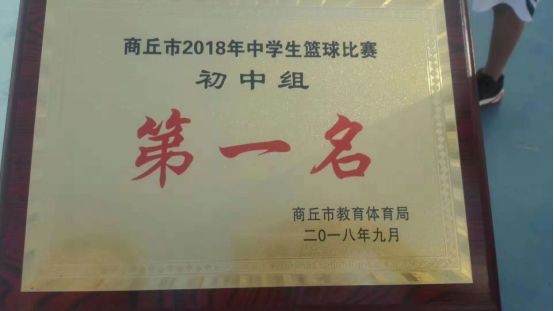 商丘市2018年中学生篮球比赛
初中组
第一名
商丘市教育体育局
二〇一八年九月